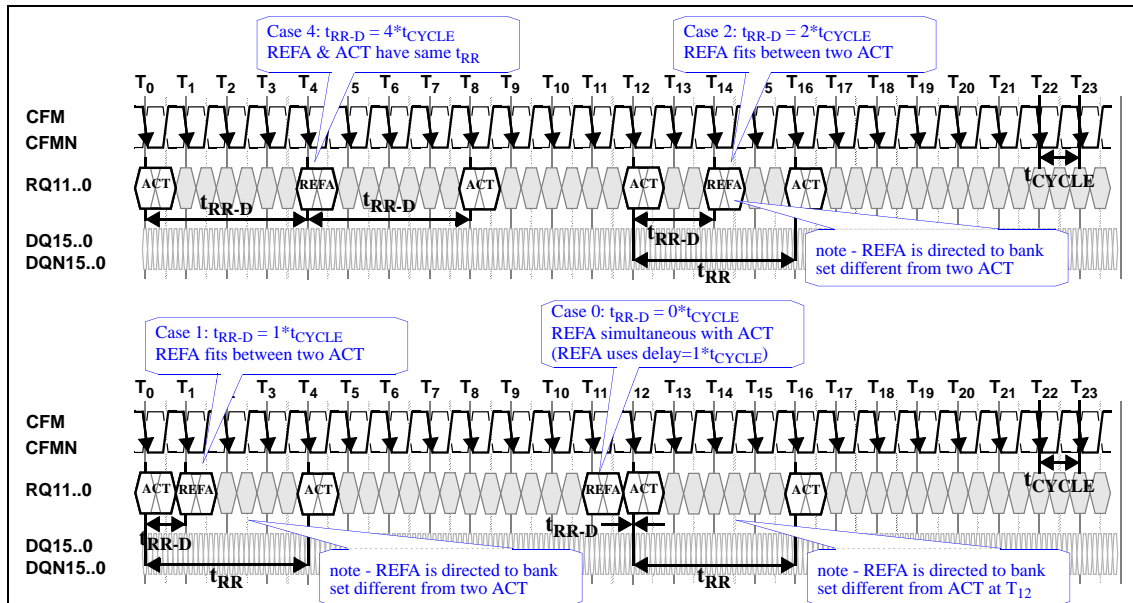 Case 4: tRR-D = 4*tCYCLE
REFA & ACT have same tRR
Case 2: tRR-D = 2*tCYCLE
REFA fits between two ACT
T0 T1 T2 T3 T4 5 T6 T7 T8 T9 T10 T11 T12 T13 T14 5 T16 T17 T18 T19 T20 T21 T22 T23
CFM
CFMN
RQ11..0
ACT REFA ACT ACT REFA ACT
tCYCLE
tRR-D tRR-D tRR-D
DQ15..0
DQN15..0
tRR
note - REFA is directed to bank
set different from two ACT
Case 1: tRR-D = 1*tCYCLE
REFA fits between two ACT
Case 0: tRR-D = 0*tCYCLE
REFA simultaneous with ACT
(REFA uses delay=1*tCYCLE)
T0 T1 2 T3 T4 T5 T6 T7 T8 T9 T10 T11 12 T13 T14 T15 T16 T17 T18 T19 T20 T21 T22 T23
CFM
CFMN
RQ11..0
ACT REFA ACT REFA ACT ACT
tCYCLE
tRR-D tRR-D
DQ15..0
DQN15..0
tRR tRR
note - REFA is directed to bank
set different from two ACT
note - REFA is directed to bank
set different from ACT at T12